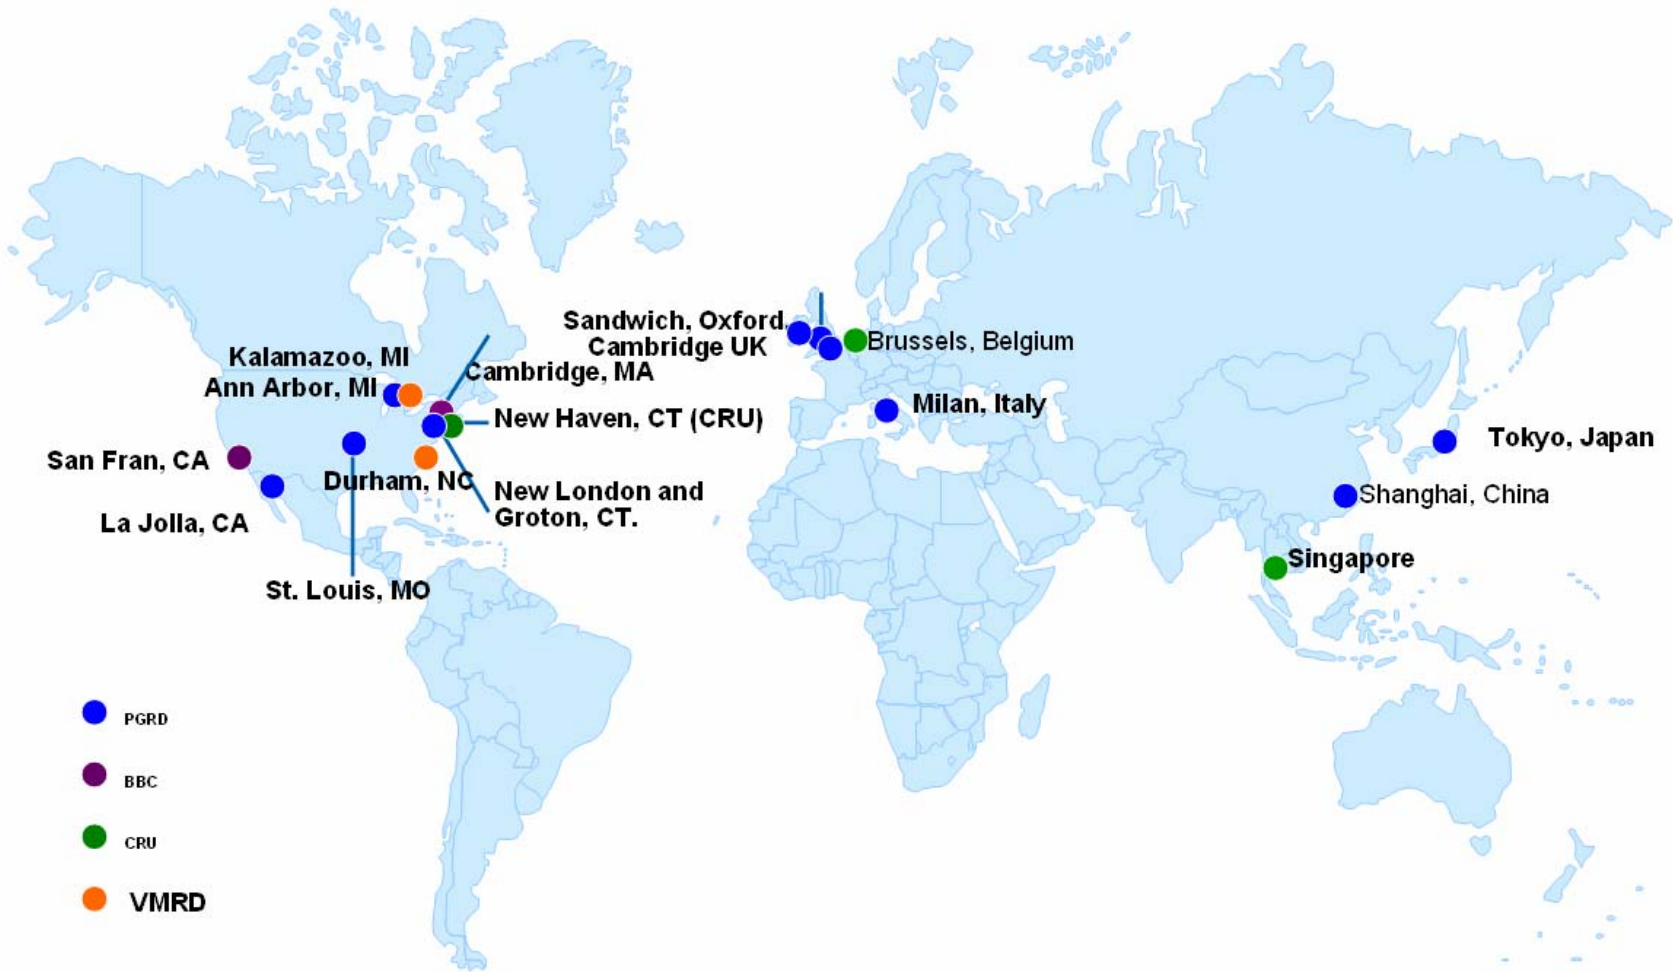 Sandwich, Oxford,
Cambridge UK
Brussels, Belgium
Kalamazoo, MI
Ann Arbor, MI
Cambridge, MA
New Haven, CT (CRU)
Milan, Italy
Tokyo, Japan
San Fran, CA
Durham, NC
New London and
Groton, CT.
Shanghai, China
La Jolla, CA
Singapore
St. Louis, MO
PGRD
BBC
CRU
VMRD